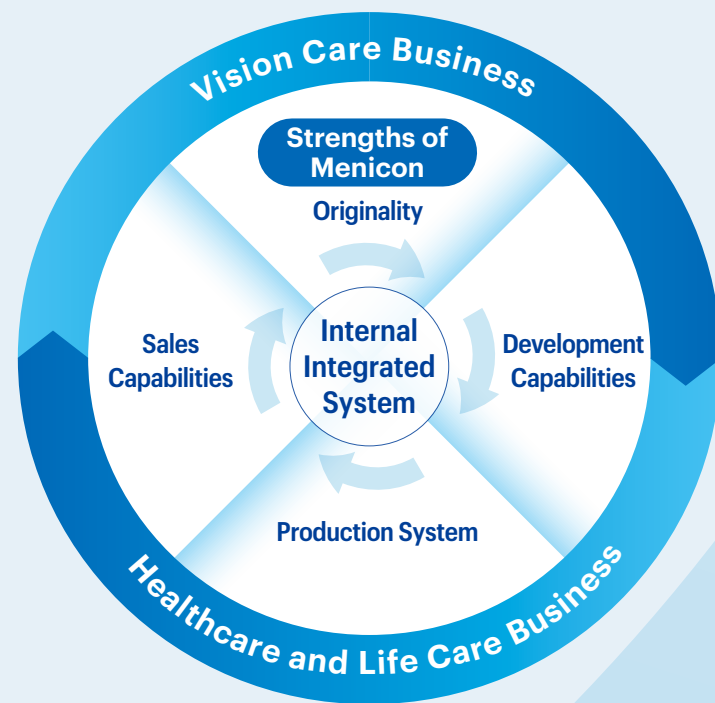 Vision Care Business
Strengths of
Menicon
Originality
Sales
Capabilities
Internal
Integrated
System
Development
Capabilities
Production System
Healthcare and Life Care Business